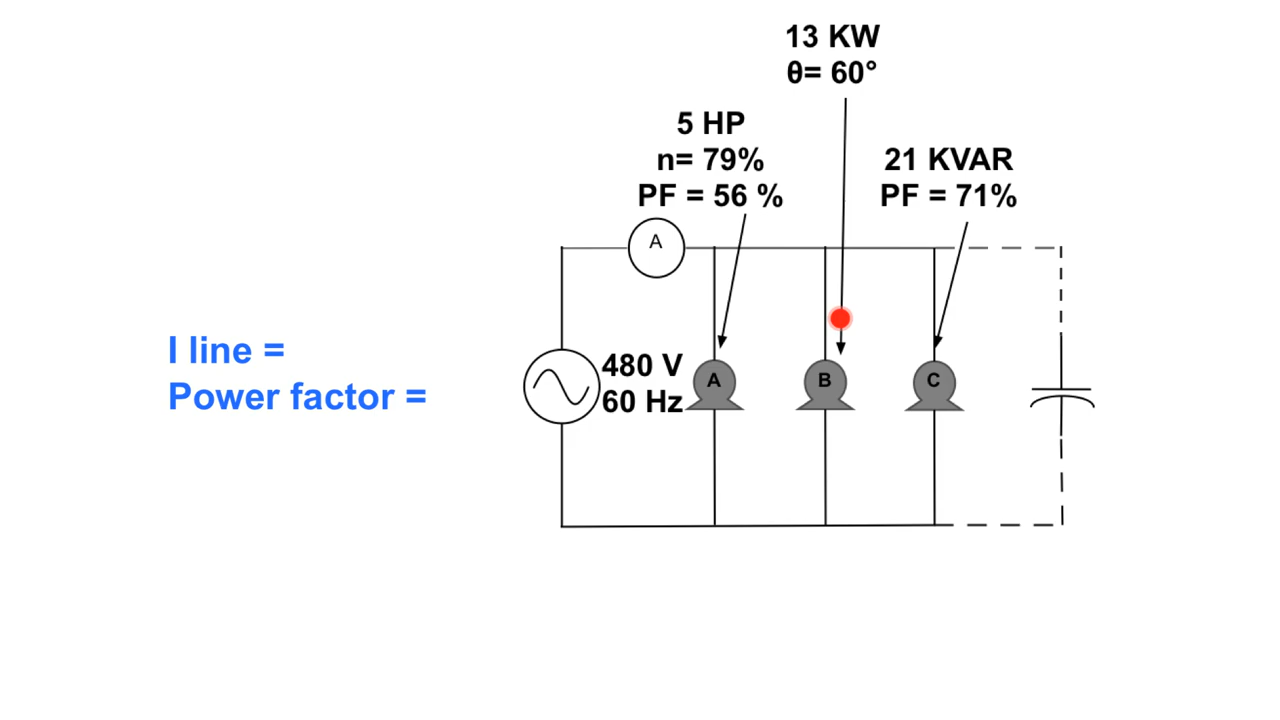 13 KW
θ= 60°
5 HP
n= 79%
PF = 56 %
21 KVAR
PF = 71%
A
I line =
Power factor =
480 V
60 Hz
A
B
C